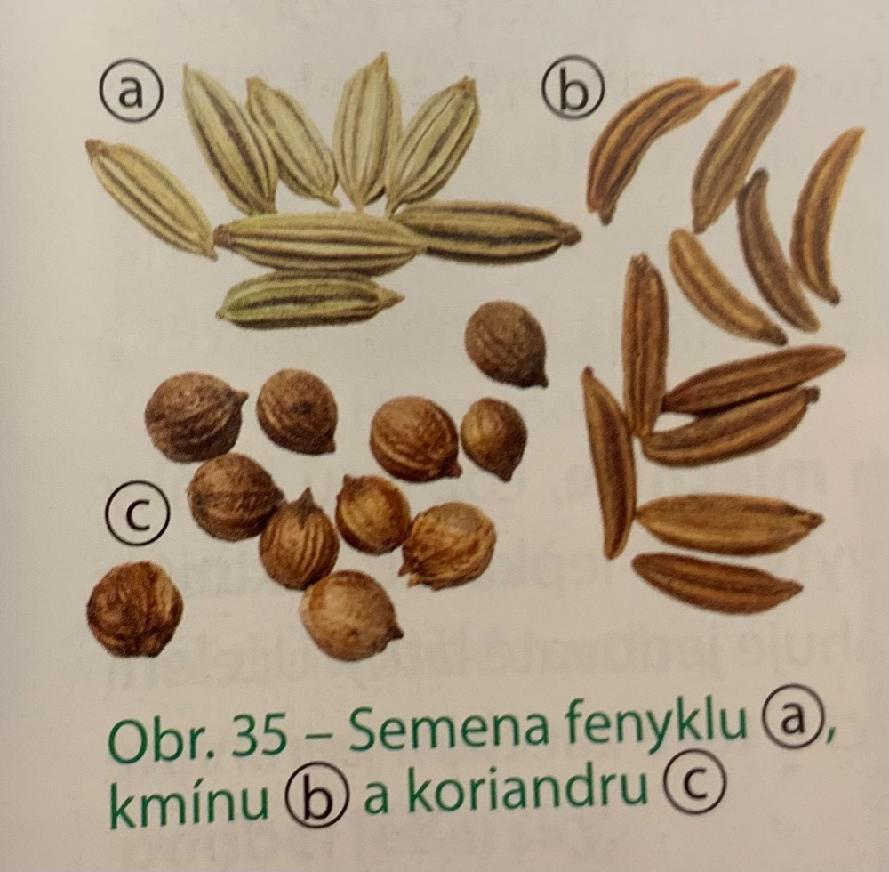 a
b
c
Obr. 35 – Semena fenyklu a,
kmínu b a koriandru c